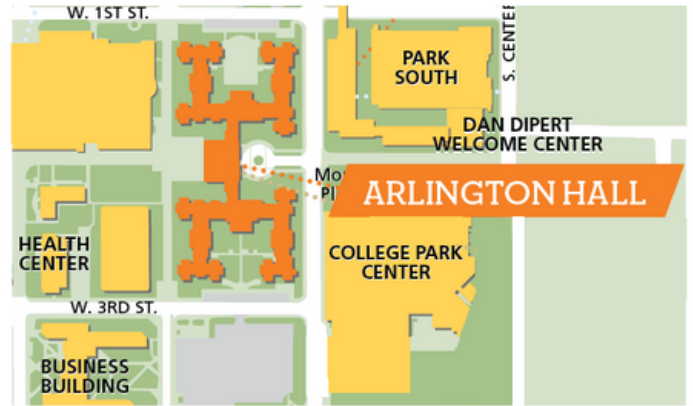 W. 1ST ST.
S. CENTER
PARK
SOUTH
DAN DIPERT
WELCOME CENTER
ARLINGTON HALL
HEALTH
CENTER
COLLEGE PARK
CENTER
W. 3RD ST.
BUSINESS
BUILDING